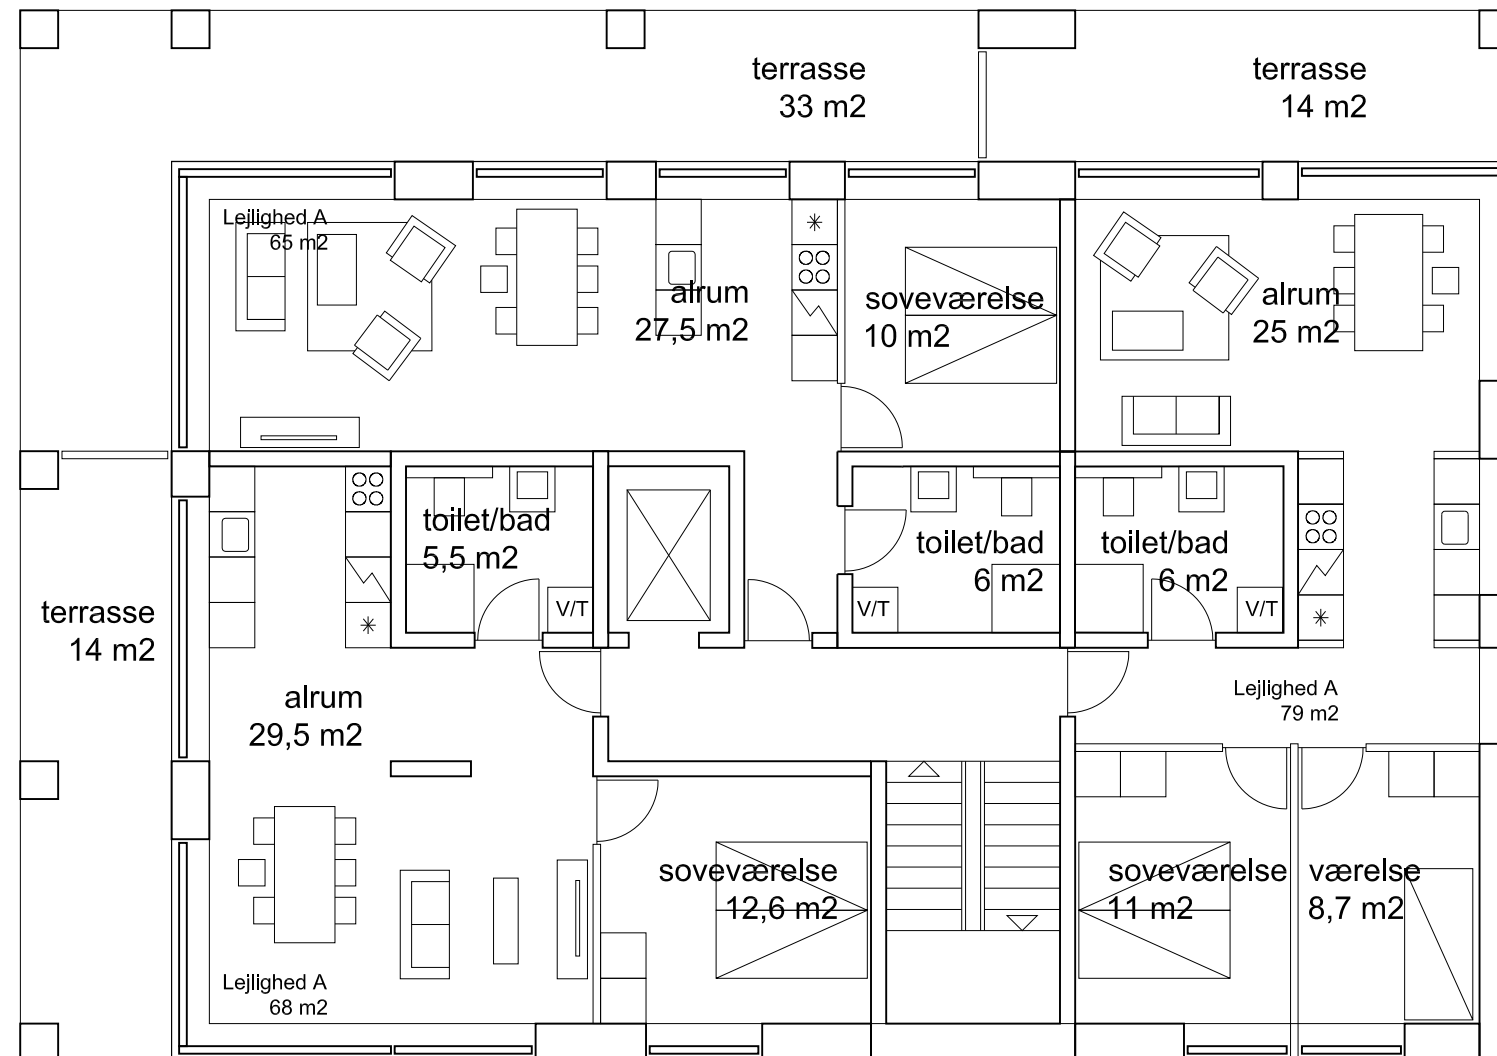 terrasse
33 m2
terrasse
14 m2
Lejlighed A
65 m2
alrum
27,5 m2
soveværelse
10 m2
alrum
25 m2
toilet/bad
5,5 m2
V/T
toilet/bad
6 m2
V/T
toilet/bad
6 m2
V/T
terrasse
14 m2
alrum
29,5 m2
Lejlighed A
79 m2
soveværelse
12,6 m2
soveværelse
11 m2
værelse
8,7 m2
Lejlighed A
68 m2